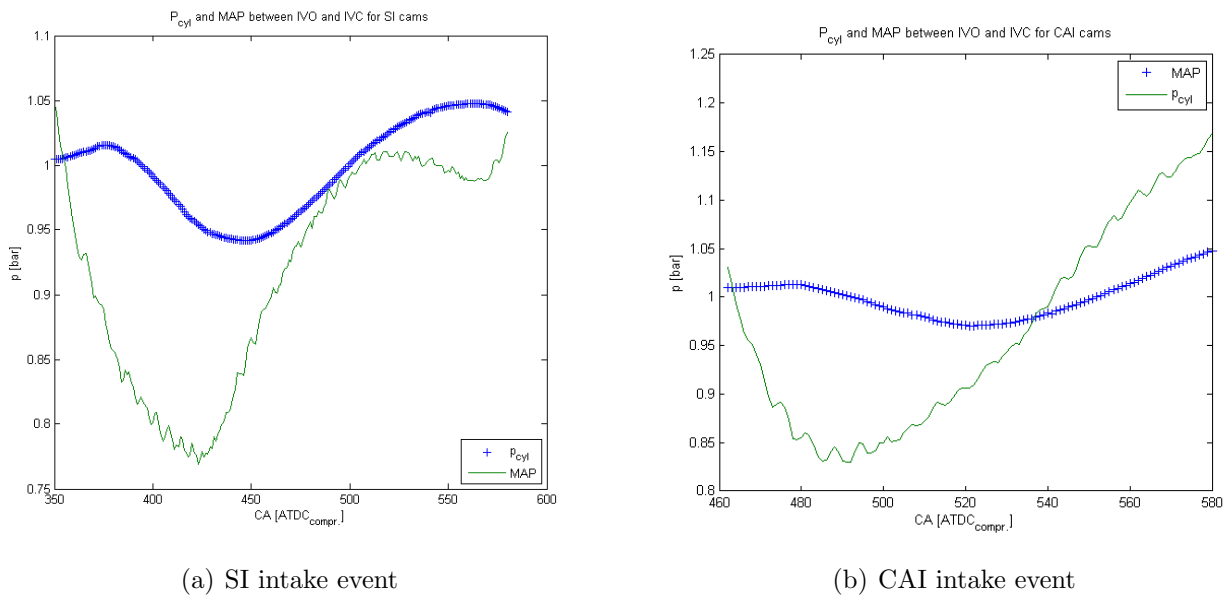 P_cyl and MAP between IVO and IVC for SI cams
1.1
1.05
1
0.95
0.9
0.85
0.8
0.75
p [bar]
350
400
450
500
550
600
CA [ATDC_compr.]
p_cyl
MAP
(a) SI intake event
P_cyl and MAP between IVO and IVC for CAI cams
1.25
1.2
1.15
1.1
1.05
1
0.95
0.9
0.85
0.8
p [bar]
460
480
500
520
540
560
580
CA [ATDC_compr.]
MAP
p_cyl
(b) CAI intake event